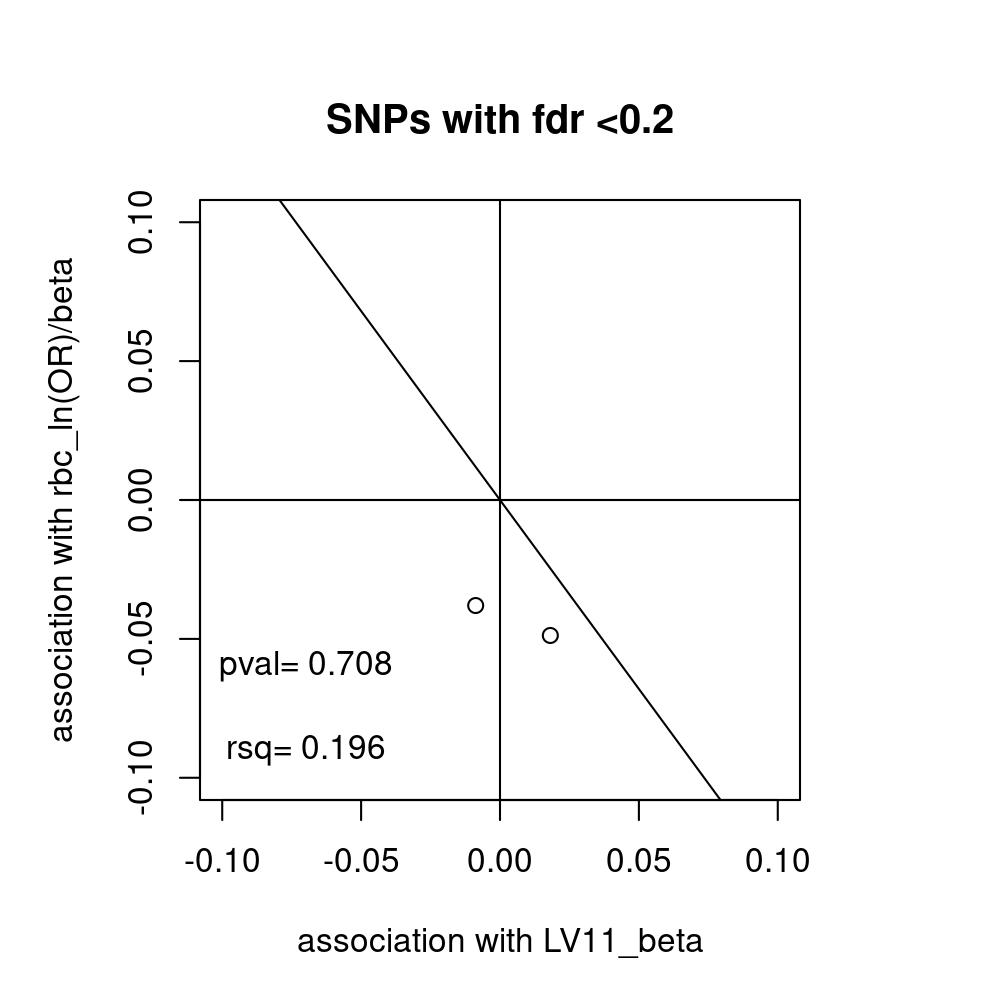 SNPs with fdr <0.2
association with rbc_ln(OR)/beta
0.10
0.05
0.00
-0.05
-0.10
pval= 0.708
rsq= 0.196
-0.10 -0.05 0.00 0.05 0.10
association with LV11_beta